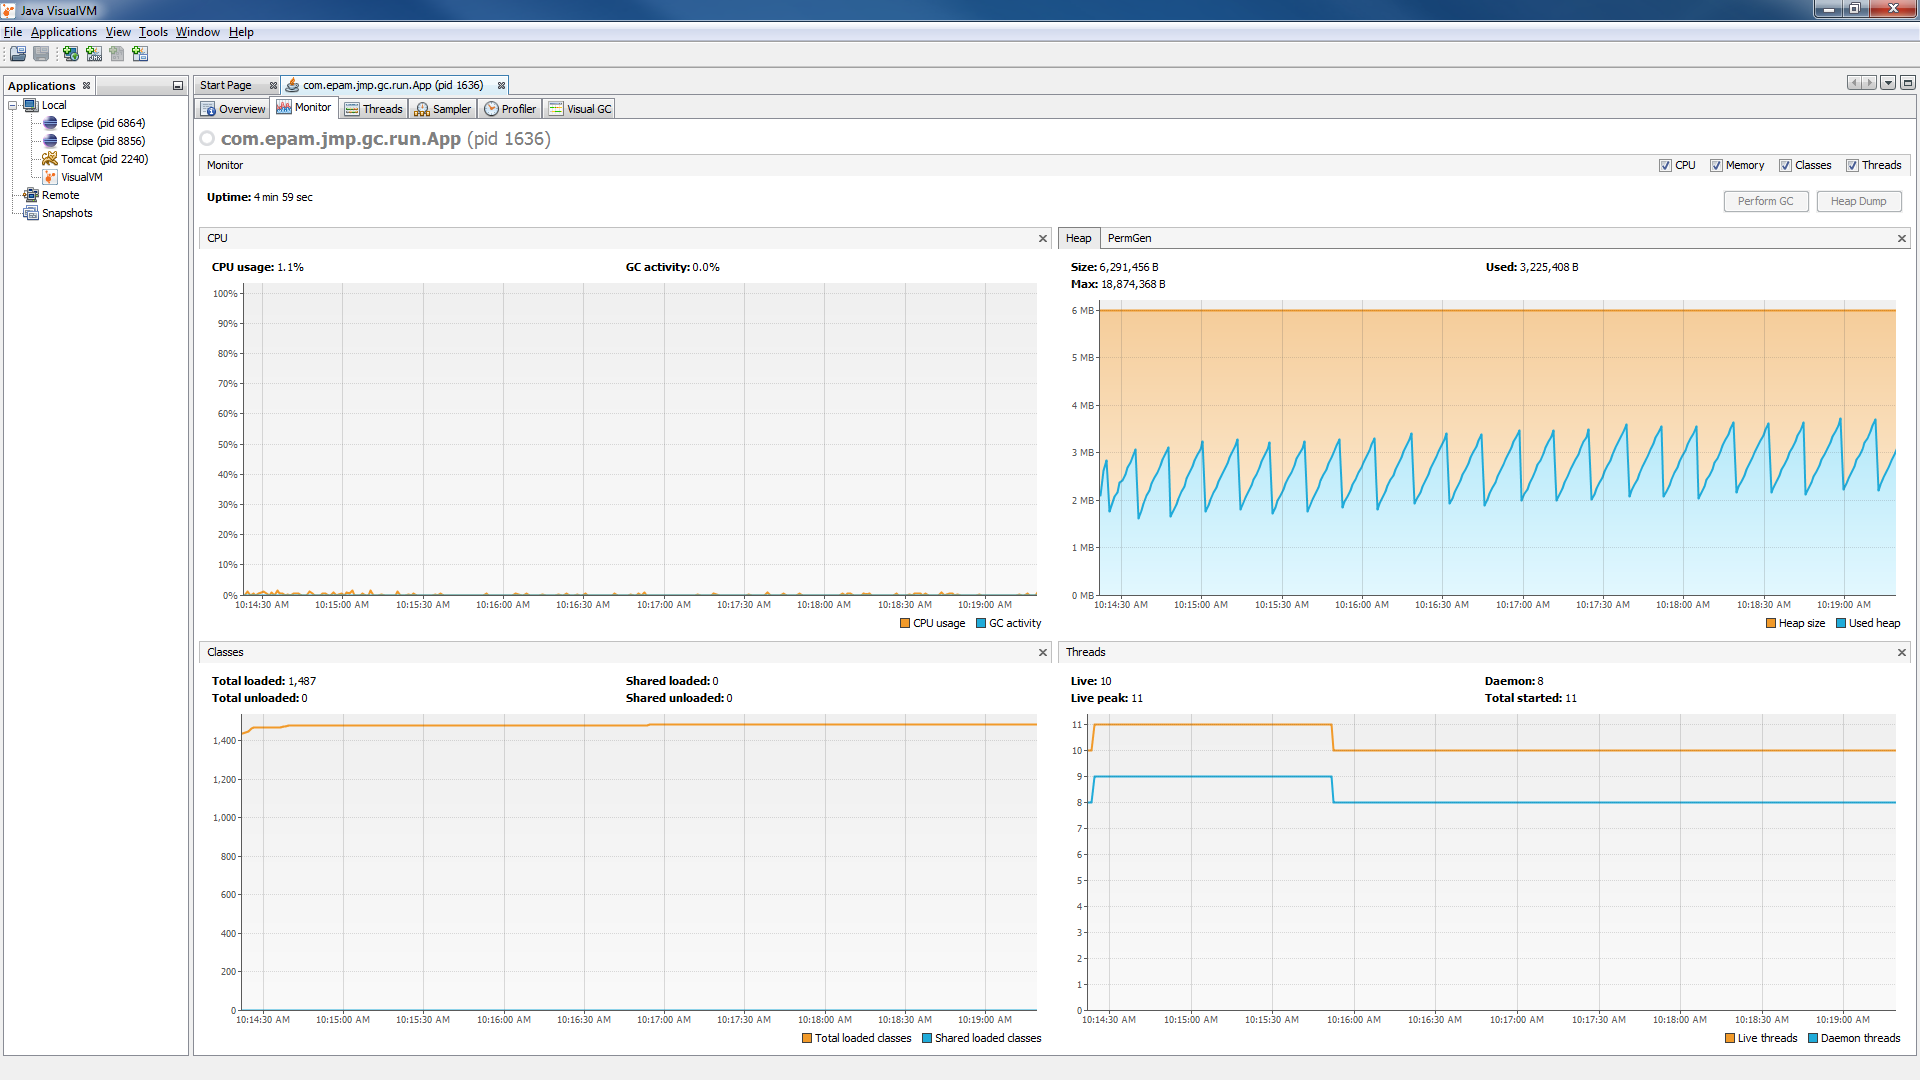 Java VisualVM
File Applications View Tools Window Help
Applications
Local
Eclipse (pid 6864)
Eclipse (pid 8856)
Tomcat (pid 2240)
VisualVM
Remote
Snapshots
Start Page com.epam.jmp.gc.run.App (pid 1636)
Overview Monitor Threads Sampler Profiler Visual GC
com.epam.jmp.gc.run.App (pid 1636)
Monitor CPU Memory Classes Threads
Uptime: 4 min 59 sec
Perform GC Heap Dump
CPU
CPU usage: 1.1% GC activity: 0.0%
100%
90%
80%
70%
60%
50%
40%
30%
20%
10%
0%
10:14:30 AM 10:15:00 AM 10:15:30 AM 10:16:00 AM 10:16:30 AM 10:17:00 AM 10:17:30 AM 10:18:00 AM 10:18:30 AM 10:19:00 AM
CPU usage GC activity
Heap PermGen
Size: 6,291,456 B Used: 3,225,408 B
Max: 18,874,368 B
6 MB
5 MB
4 MB
3 MB
2 MB
1 MB
0 MB
10:14:30 AM 10:15:00 AM 10:15:30 AM 10:16:00 AM 10:16:30 AM 10:17:00 AM 10:17:30 AM 10:18:00 AM 10:18:30 AM 10:19:00 AM
Heap size Used heap
Classes
Total loaded: 1,487 Shared loaded: 0
Total unloaded: 0 Shared unloaded: 0
1,400
1,200
1,000
800
600
400
200
0
10:14:30 AM 10:15:00 AM 10:15:30 AM 10:16:00 AM 10:16:30 AM 10:17:00 AM 10:17:30 AM 10:18:00 AM 10:18:30 AM 10:19:00 AM
Total loaded classes Shared loaded classes
Threads
Live: 10 Daemon: 8
Live peak: 11 Total started: 11
11
10
9
8
7
6
5
4
3
2
1
0
10:14:30 AM 10:15:00 AM 10:15:30 AM 10:16:00 AM 10:16:30 AM 10:17:00 AM 10:17:30 AM 10:18:00 AM 10:18:30 AM 10:19:00 AM
Live threads Daemon threads